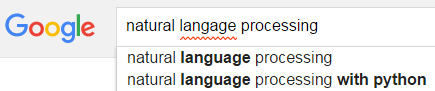 Google natural langage processing
natural language processing
natural language processing with python